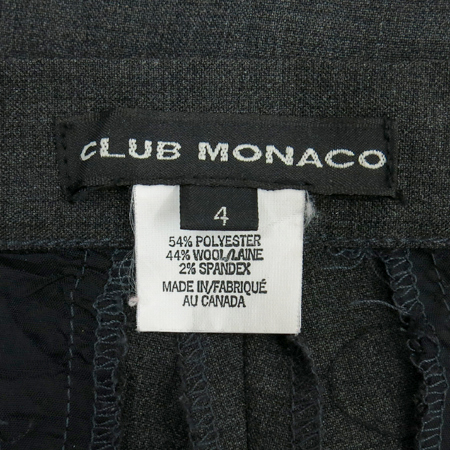 CLUB MONACO
4
54% POLYESTER
44% WOOL/LAINE
2% SPANDEX
MADE IN/FABRIQUÉ
AU CANADA